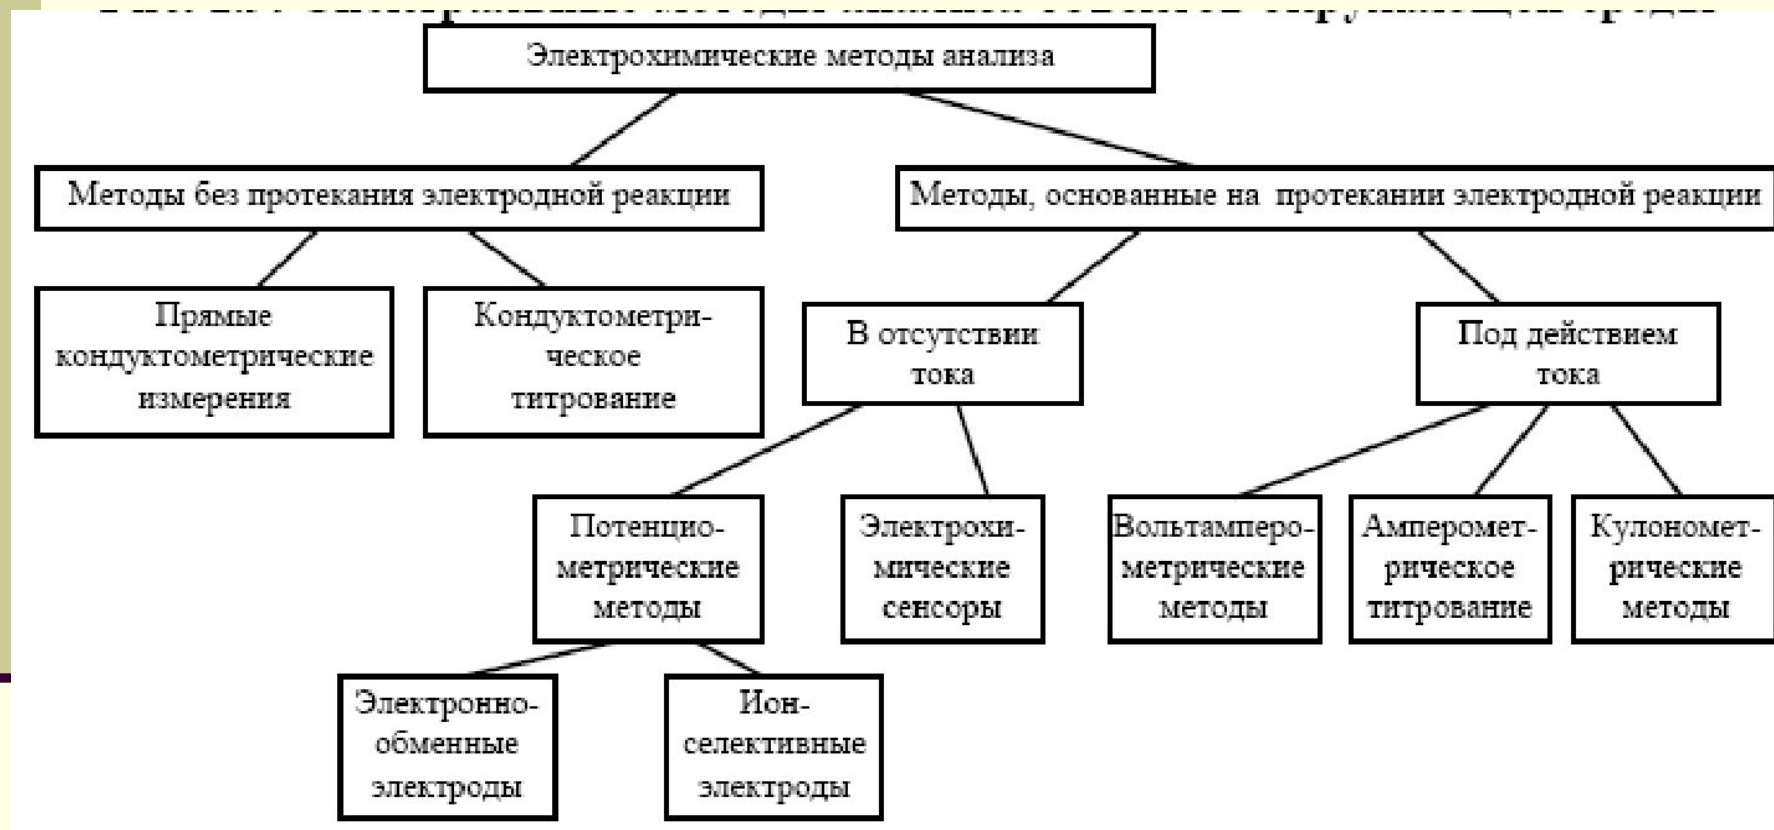 Электрохимические методы анализа
Методы без протекания электродной реакции
Методы, основанные на протекании электродной реакции
Прямые
кондуктометрические
измерения
Кондуктометри-
ческое
титрование
В отсутствии
тока
Под действием
тока
Потенцио-
метрические
методы
Электрохи-
мические
сенсоры
Вольтамперо-
метрические
методы
Амперомет-
рическое
титрование
Кулономет-
рические
методы
Электронно-
обменные
электроды
Ион-
селективные
электроды